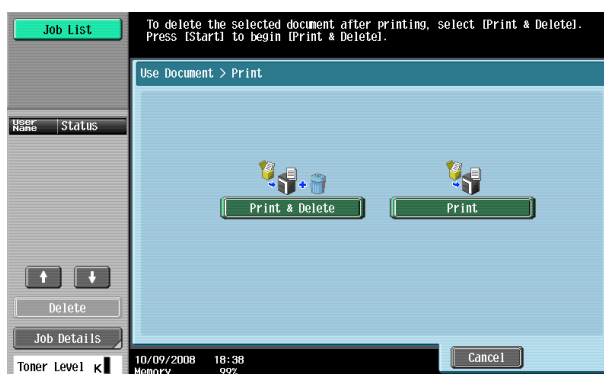 Job List
To delete the selected document after printing, select [Print & Delete].
Press [Start] to begin [Print & Delete].
Use Document > Print
User Name Status
Print & Delete
Print
Delete
Job Details
Toner Level K
10/09/2008 18:38
Memory 99%
Cancel